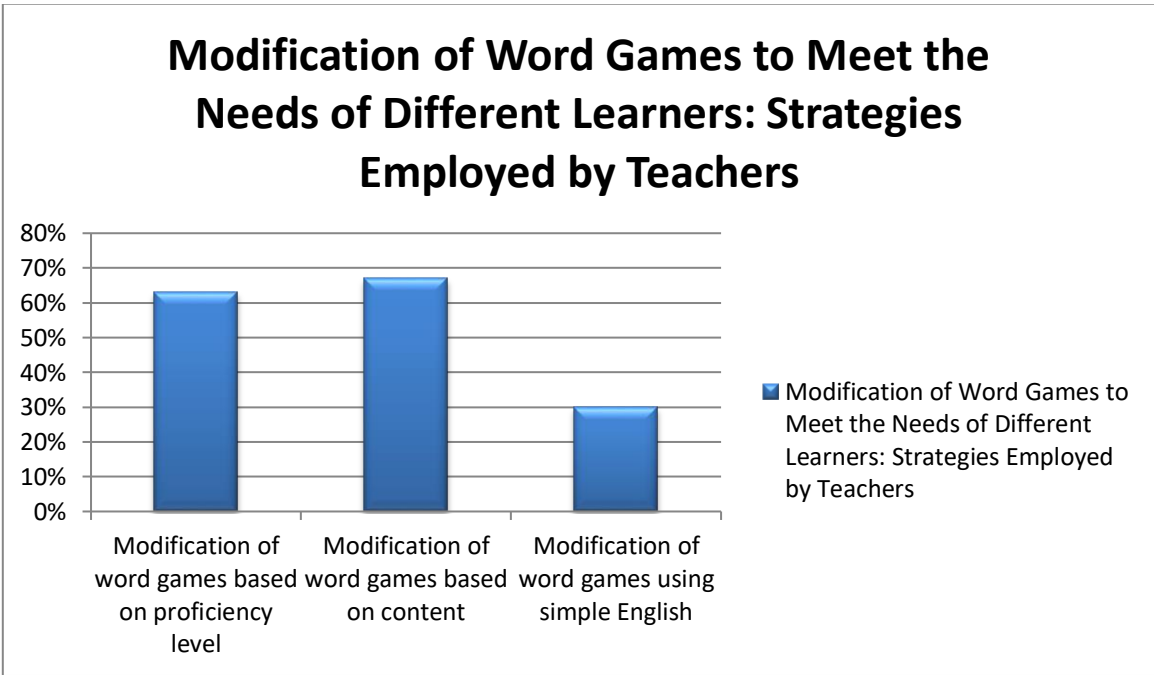 Modification of Word Games to Meet the
Needs of Different Learners: Strategies
Employed by Teachers
80%
70%
60%
50%
40%
30%
20%
10%
0%
Modification of
word games based
on proficiency
level
Modification of
word games based
on content
Modification of
word games using
simple English
Modification of Word Games to
Meet the Needs of Different
Learners: Strategies Employed
by Teachers